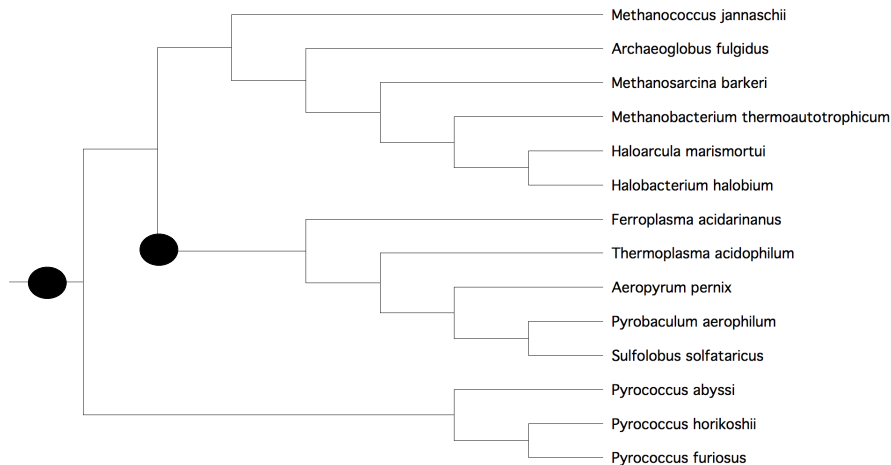 Methanococcus jannaschii
Archaeoglobus fulgidus
Methanosarcina barkeri
Methanobacterium thermoautotrophicum
Haloarcula marismortui
Halobacterium halobium
Ferroplasma acidarinanus
Thermoplasma acidophilum
Aeropyrum pernix
Pyrobaculum aerophilum
Sulfolobus solfataricus
Pyrococcus abyssi
Pyrococcus horikoshii
Pyrococcus furiosus